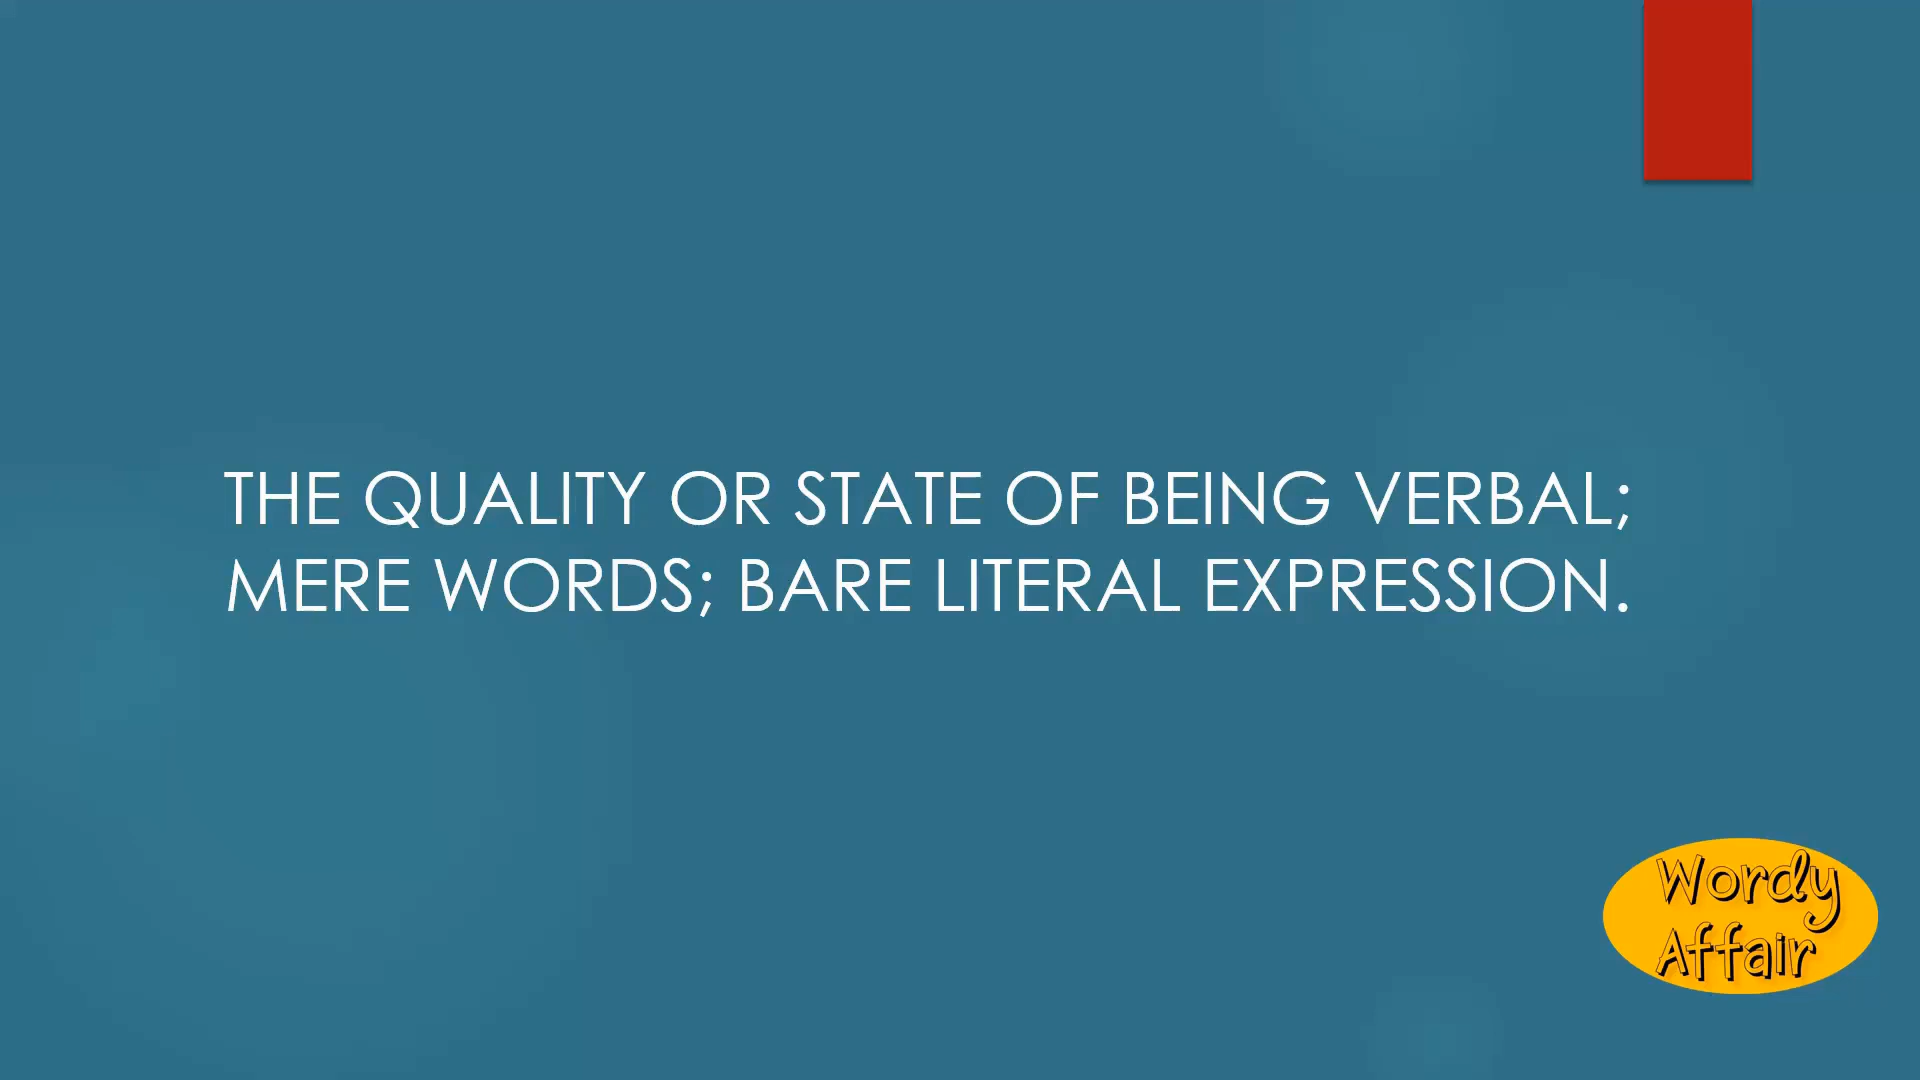 THE QUALITY OR STATE OF BEING VERBAL;
MERE WORDS; BARE LITERAL EXPRESSION.
Wordy
Affair